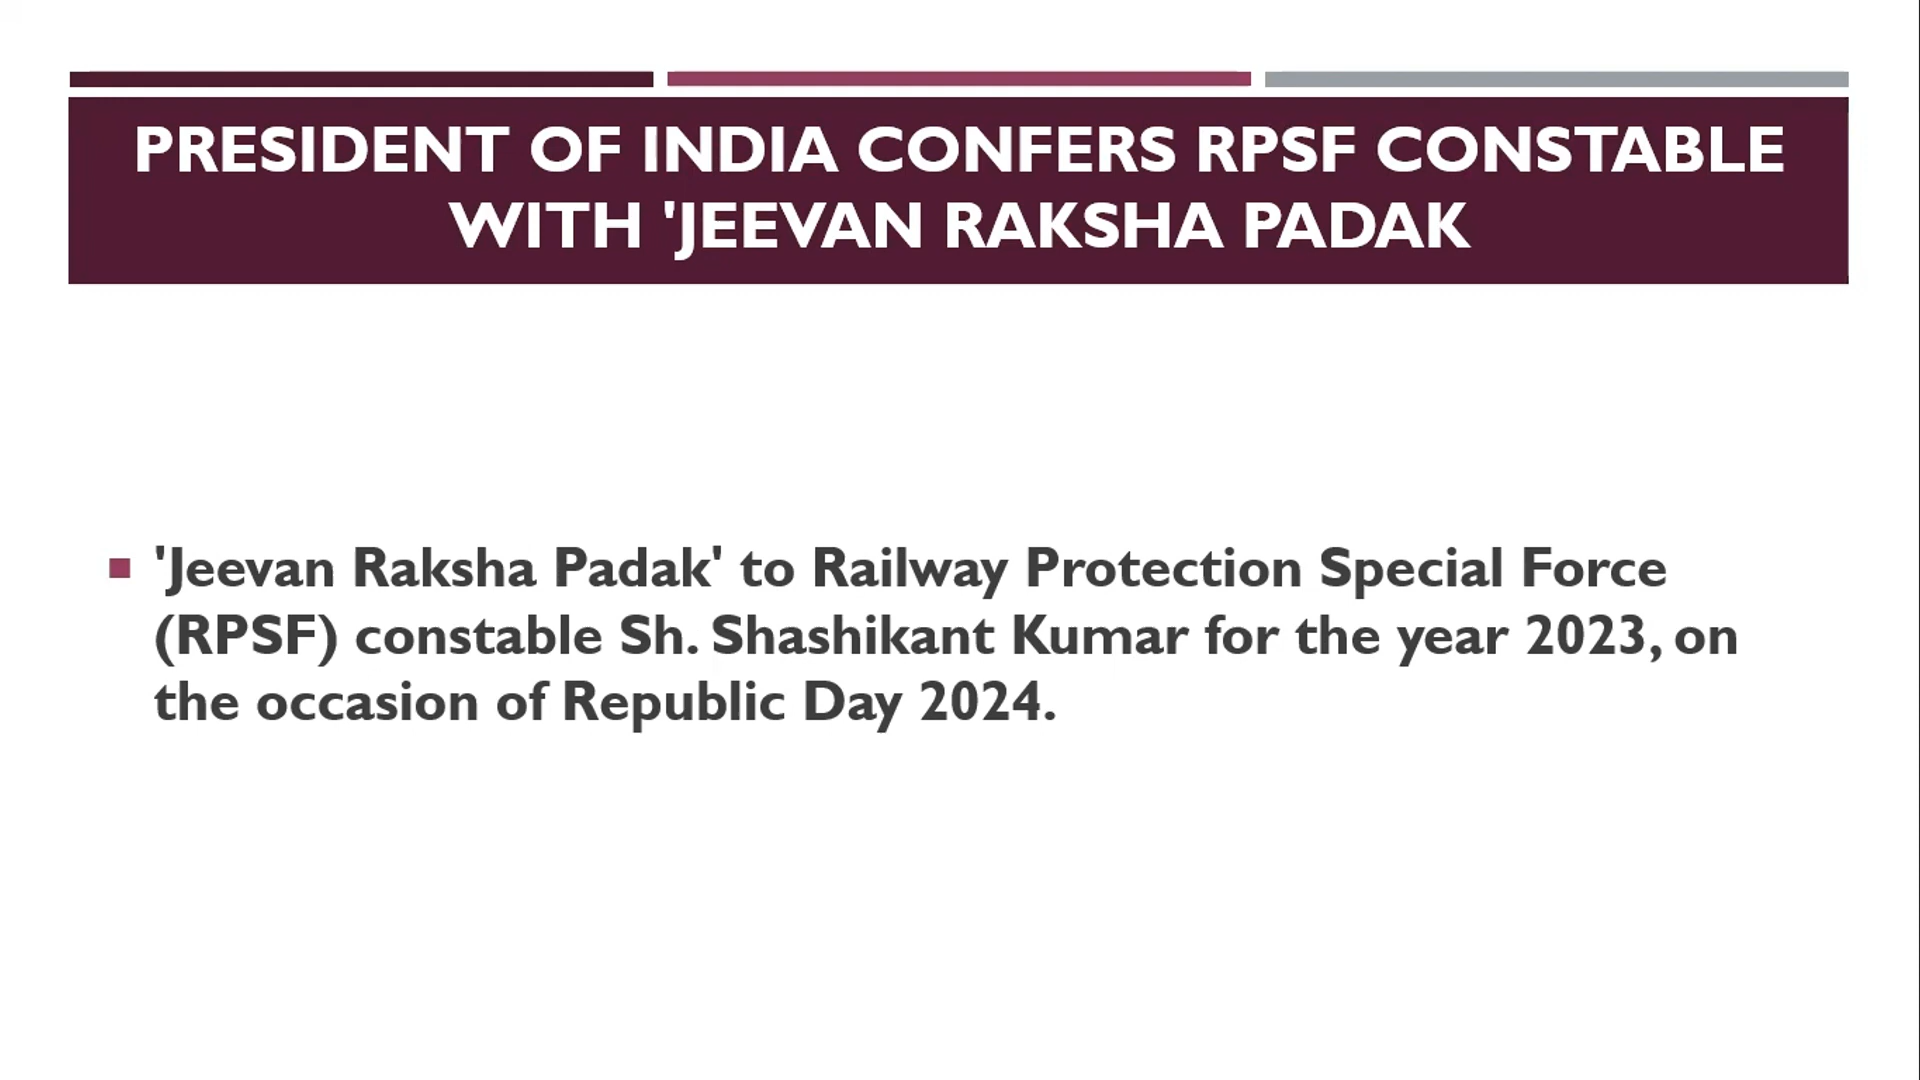 PRESIDENT OF INDIA CONFERS RPSF CONSTABLE
WITH 'JEEVAN RAKSHA PADAK
'Jeevan Raksha Padak' to Railway Protection Special Force
(RPSF) constable Sh. Shashikant Kumar for the year 2023, on
the occasion of Republic Day 2024.